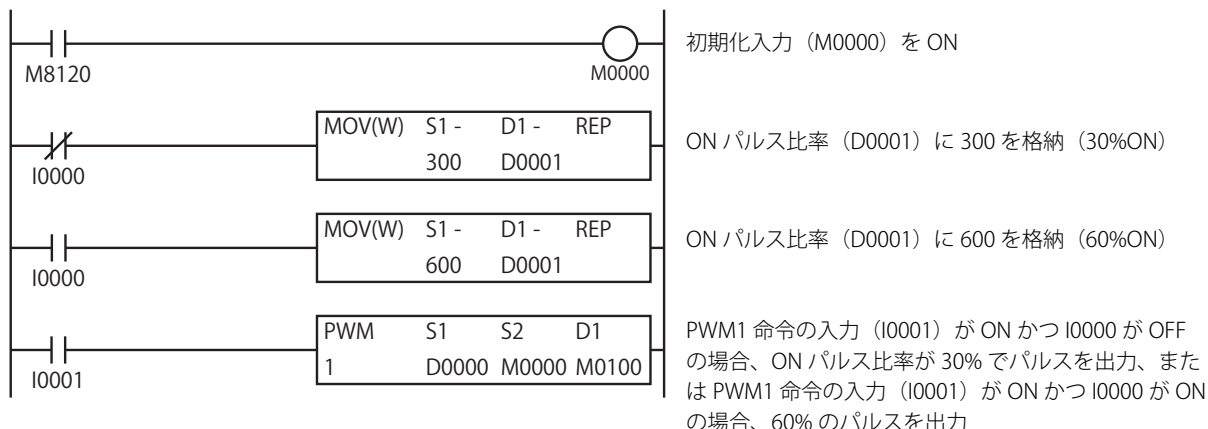 初期化入力（M0000）を ON
M8120
M0000
MOV(W) S1 - D1 - REP
300 D0001
ON パルス比率（D0001）に 300 を格納（30%ON）
I0000
MOV(W) S1 - D1 - REP
600 D0001
ON パルス比率（D0001）に 600 を格納（60%ON）
I0000
PWM S1 S2 D1
1 D0000 M0000 M0100
I0001
PWM1 命令の入力（I0001）が ON かつ I0000 が OFF
の場合、ON パルス比率が 30% でパルスを出力、また
は PWM1 命令の入力（I0001）が ON かつ I0000 が ON
の場合、60% のパルスを出力